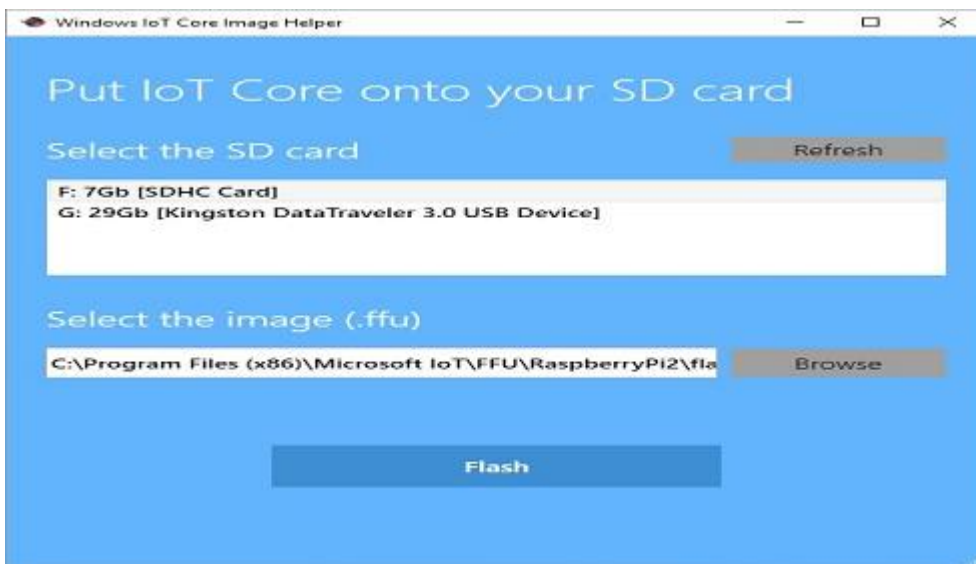 Windows IoT Core Image Helper
Put IoT Core onto your SD card
Select the SD card
Refresh
F: 7Gb [SDHC Card]
G: 29Gb [Kingston DataTraveler 3.0 USB Device]
Select the image (.ffu)
C:\Program Files (x86)\Microsoft IoT\FFU\RaspberryPi2\fla
Browse
Flash